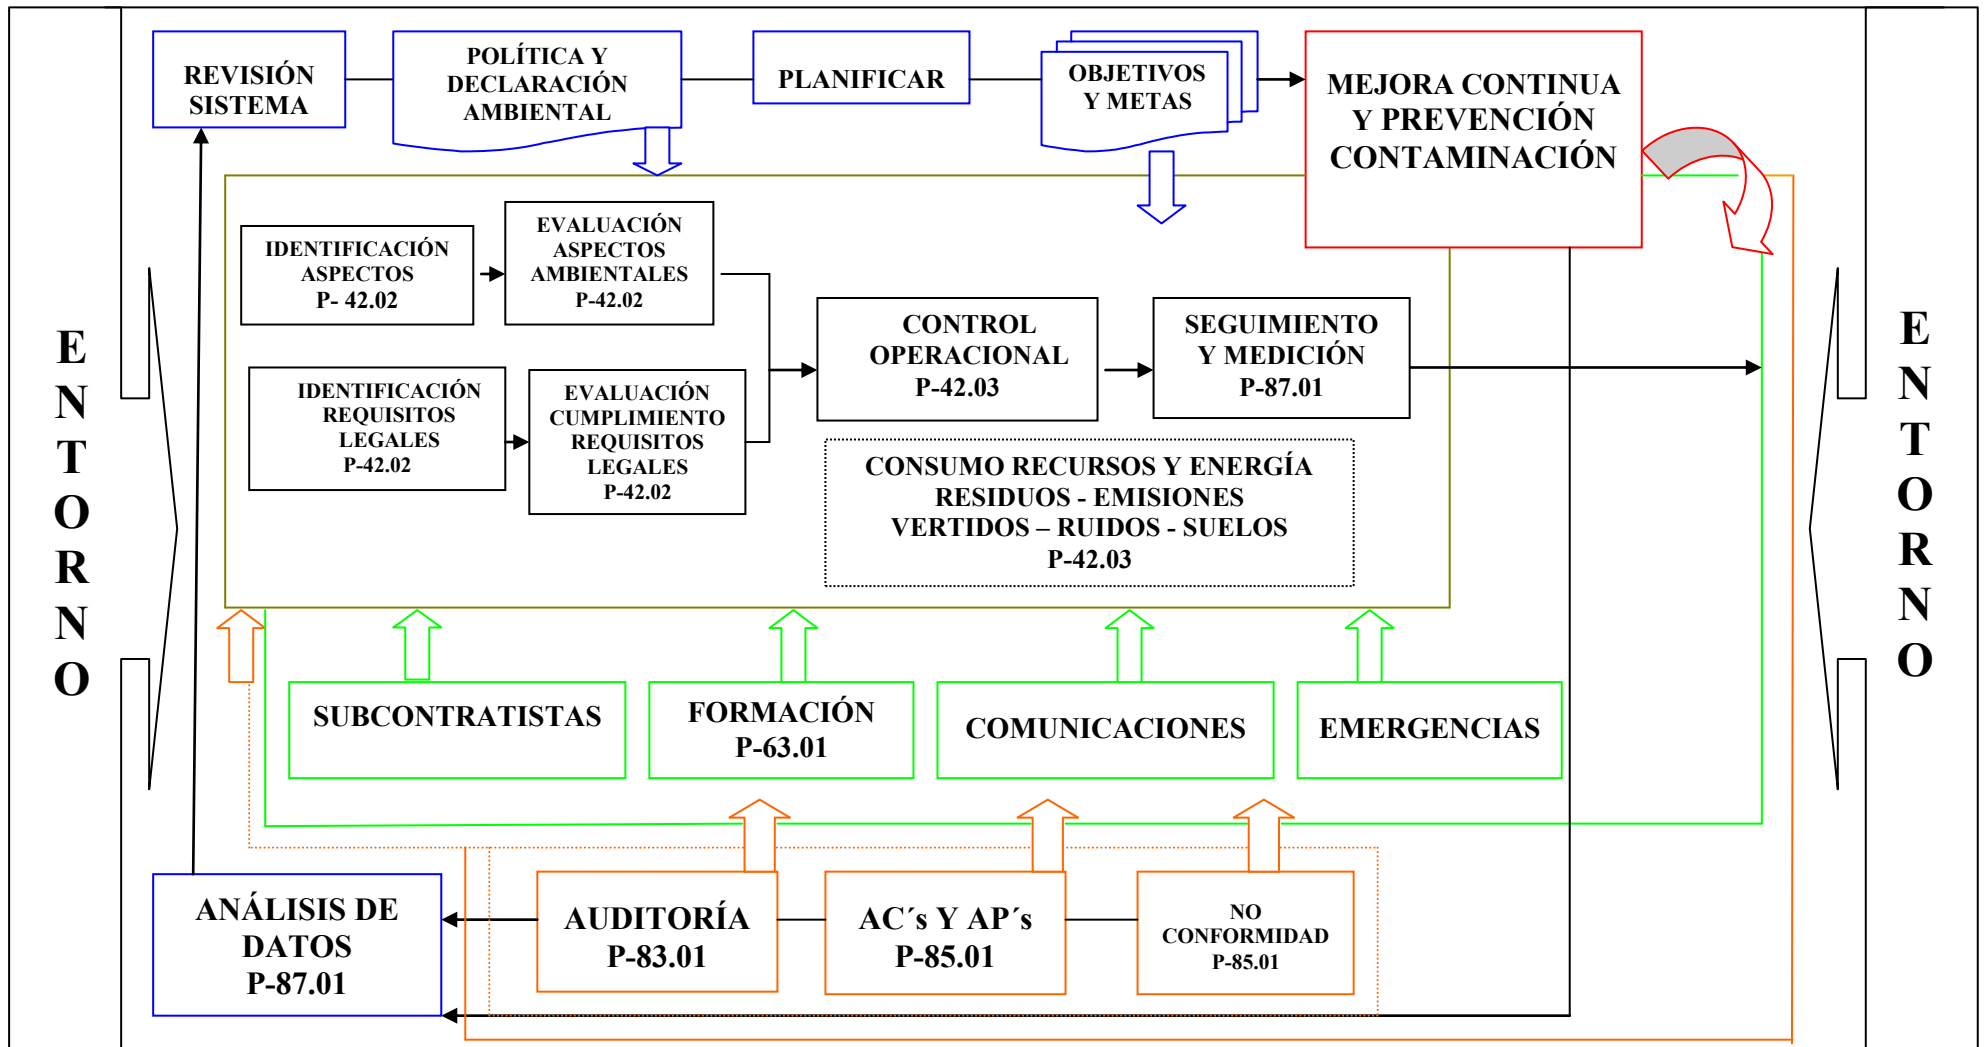 ENTORNO
REVISIÓN
SISTEMA
POLÍTICA Y
DECLARACIÓN
AMBIENTAL
PLANIFICAR
OBJETIVOS
Y METAS
MEJORA CONTINUA
Y PREVENCIÓN
CONTAMINACIÓN
IDENTIFICACIÓN
ASPECTOS
P- 42.02
EVALUACIÓN
ASPECTOS
AMBIENTALES
P-42.02
IDENTIFICACIÓN
REQUISITOS
LEGALES
P-42.02
EVALUACIÓN
CUMPLIMIENTO
REQUISITOS
LEGALES
P-42.02
CONTROL
OPERACIONAL
P-42.03
SEGUIMIENTO
Y MEDICIÓN
P-87.01
CONSUMO RECURSOS Y ENERGÍA
RESIDUOS - EMISIONES
VERTIDOS – RUIDOS - SUELOS
P-42.03
SUBCONTRATISTAS
FORMACIÓN
P-63.01
COMUNICACIONES
EMERGENCIAS
ANÁLISIS DE
DATOS
P-87.01
AUDITORÍA
P-83.01
AC´s Y AP´s
P-85.01
NO
CONFORMIDAD
P-85.01
ENTORNO